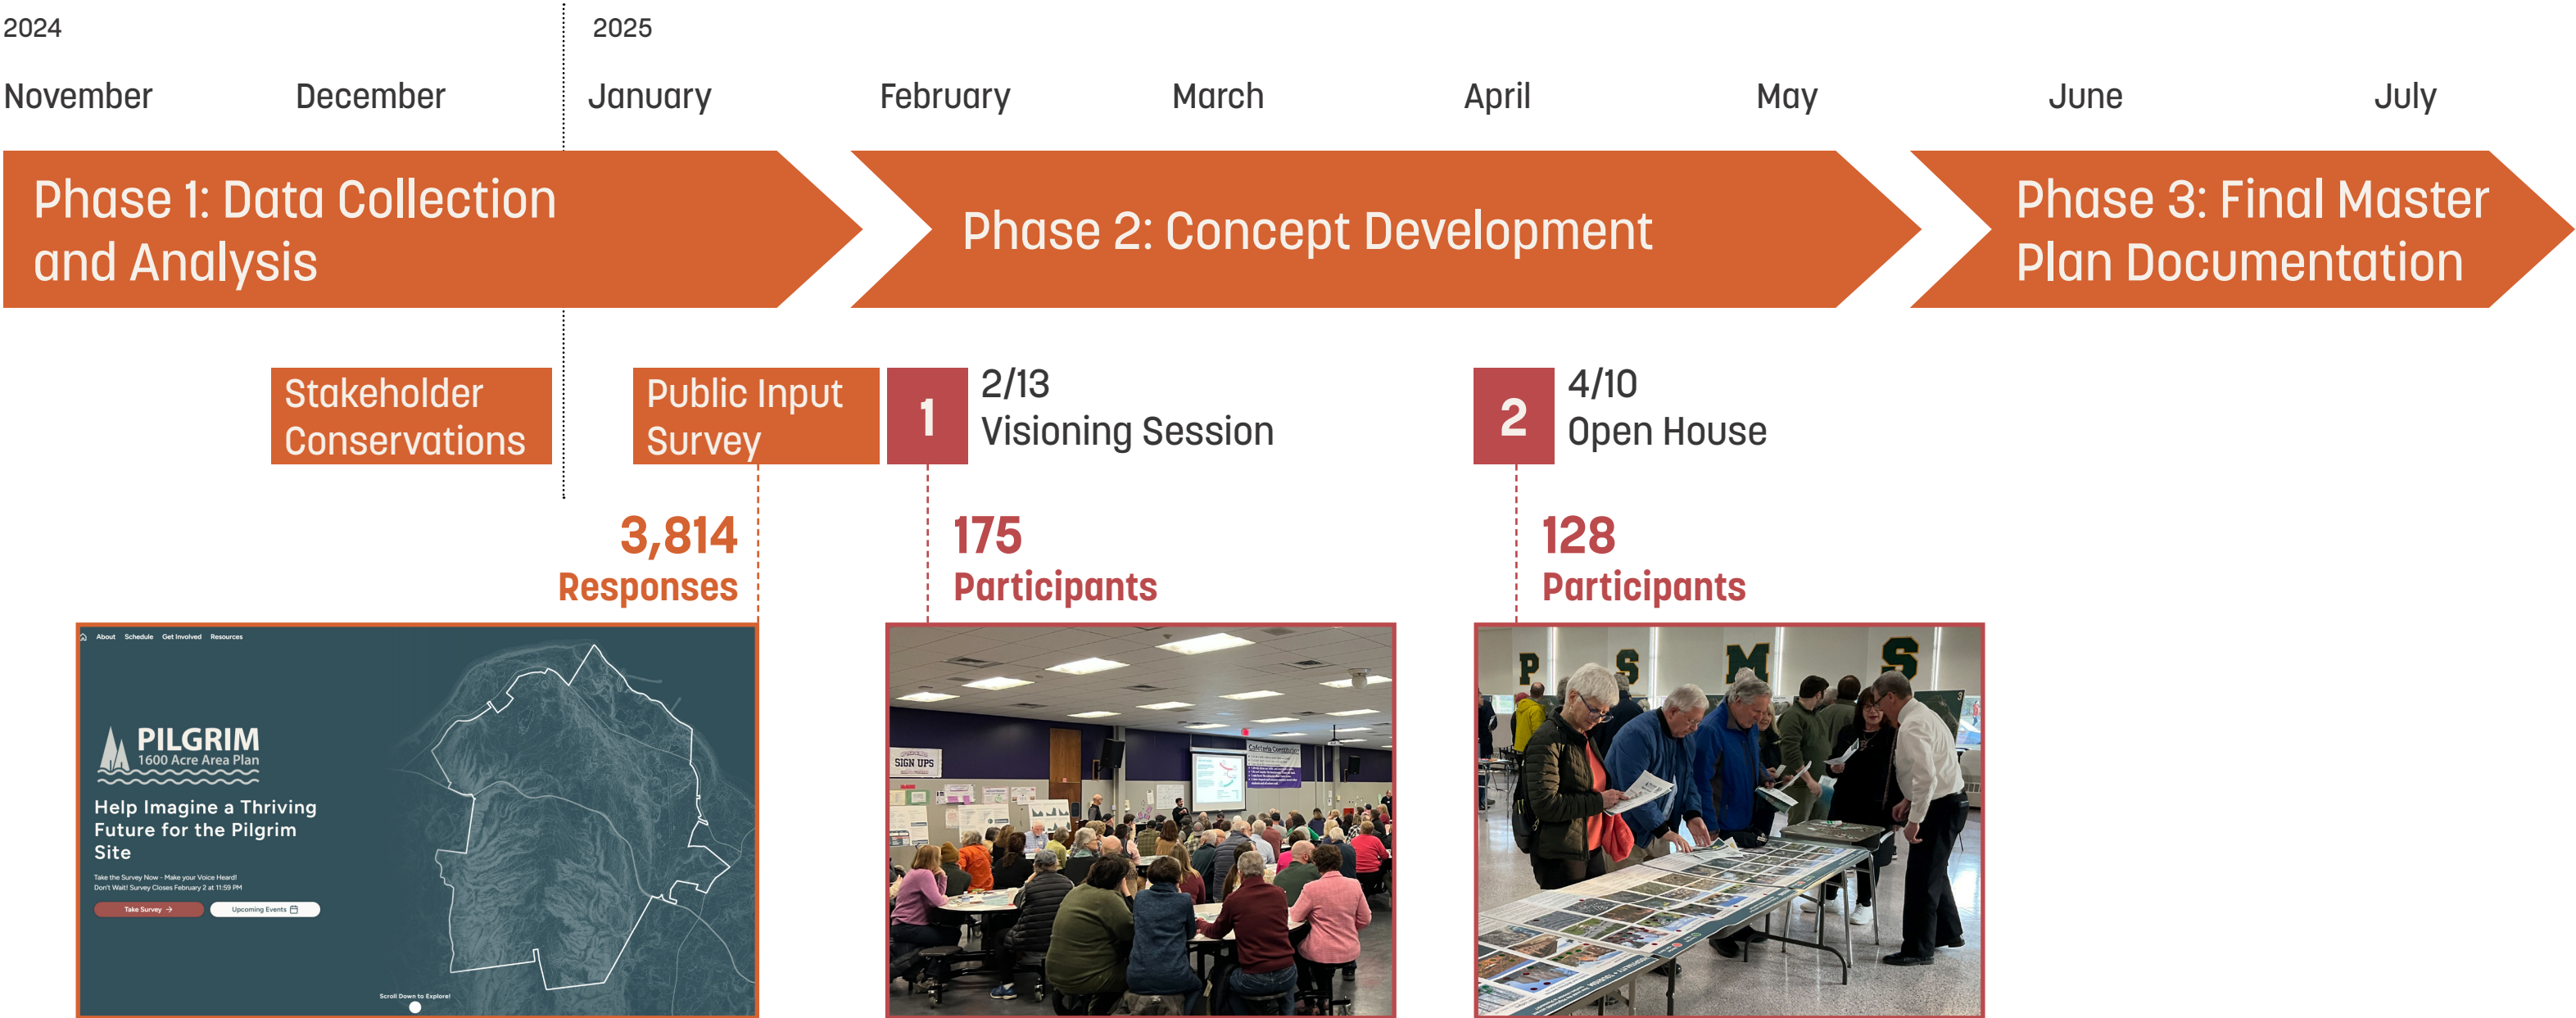 2024
2025
November
December
January
February
March
April
May
June
July
Phase 1: Data Collection
and Analysis
Phase 2: Concept Development
Phase 3: Final Master
Plan Documentation
Stakeholder
Conservations
Public Input
Survey
1
2/13
Visioning Session
2
4/10
Open House
3,814
Responses
175
Participants
128
Participants
About Schedule Get Involved Resources
PILGRIM
1600 Acre Area Plan
Help Imagine a Thriving
Future for the Pilgrim
Site
Take the Survey Now - Make your Voice Heard!
Don't Wait! Survey Closes February 2 at 11:59 PM
Take Survey →
Upcoming Events
Scroll Down to Explore!
SIGN UPS
Cafeteria
P S M S